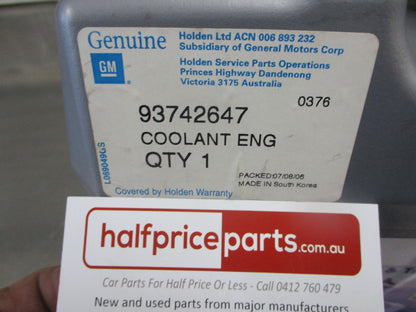 Genuine
GM
Holden Ltd ACN 006 893 232
Subsidiary of General Motors Corp
Holden Service Parts Operations
Princes Highway Dandenong
Victoria 3175 Australia
93742647
0376
COOLANT ENG
QTY 1
PACKED:07/08/06
MADE IN South Korea
L069049GS
Covered by Holden Warranty
halfpriceparts.com.au
Car Parts For Half Price Or Less - Call 0412 760 479
New and used parts from major manufacturers